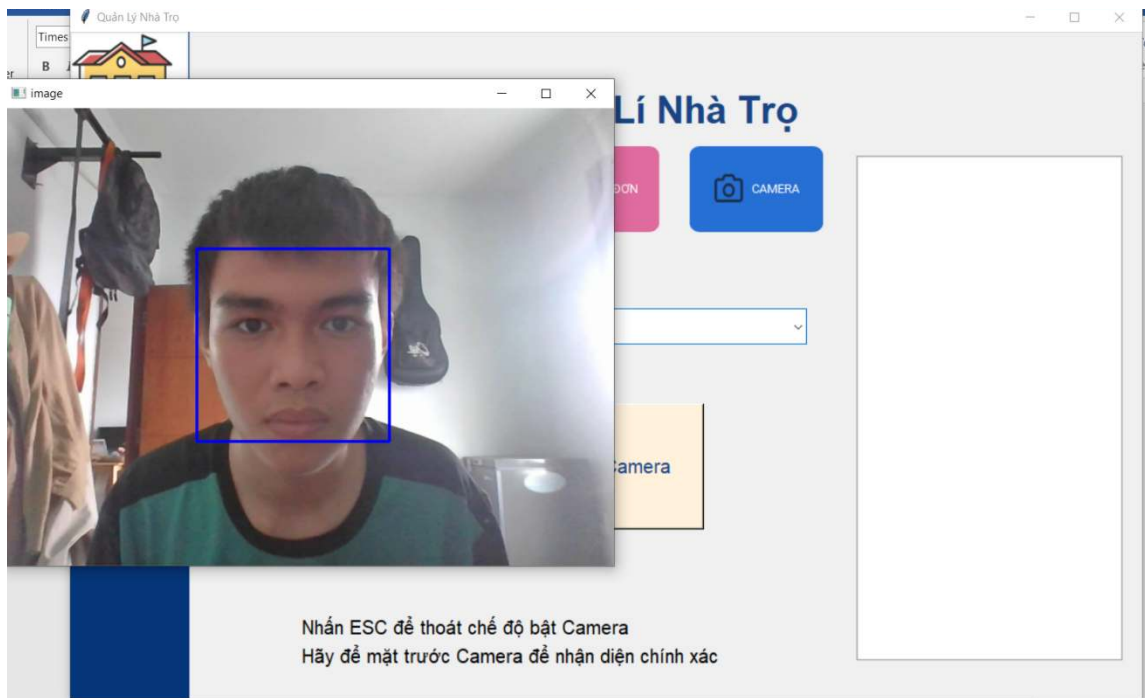 Quản Lý Nhà Trọ
Times
B
image
Lí Nhà Trọ
ĐƠN
CAMERA
Camera
Nhấn ESC để thoát chế độ bật Camera
Hãy để mặt trước Camera để nhận diện chính xác